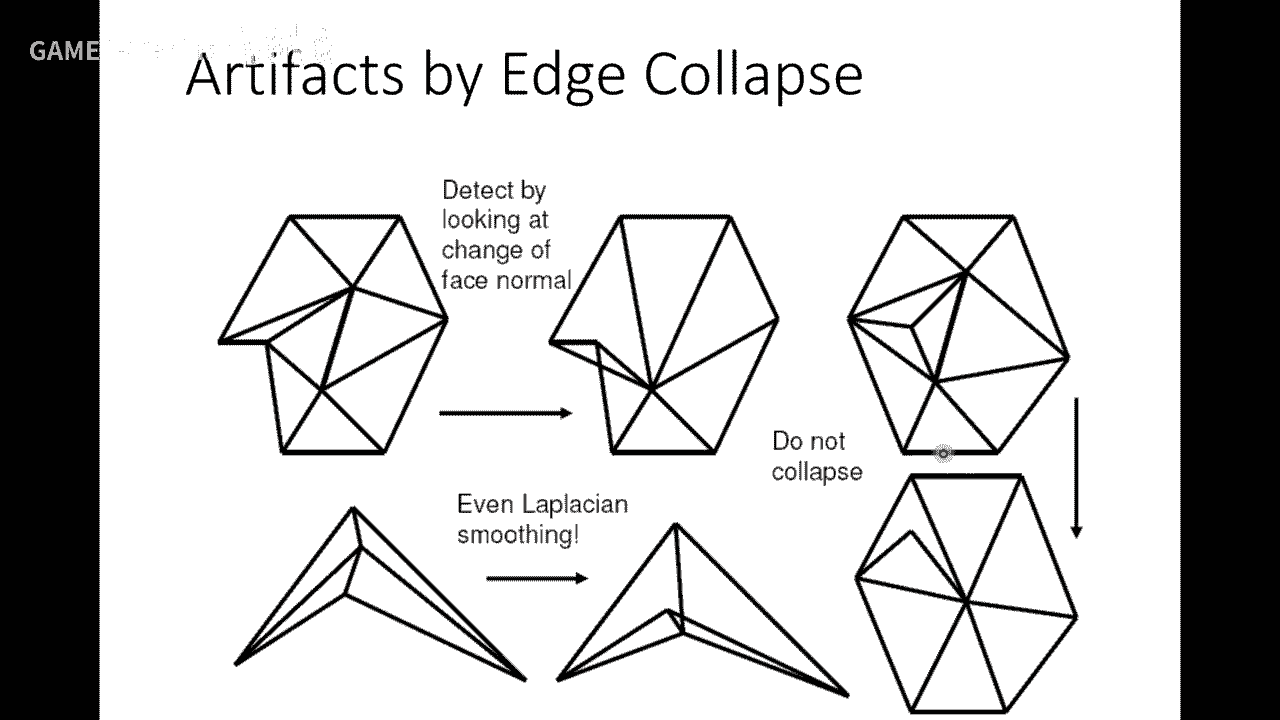 GAME
Artifacts by Edge Collapse
Detect by
looking at
change of
face normal
Do not
collapse
Even Laplacian
smoothing!